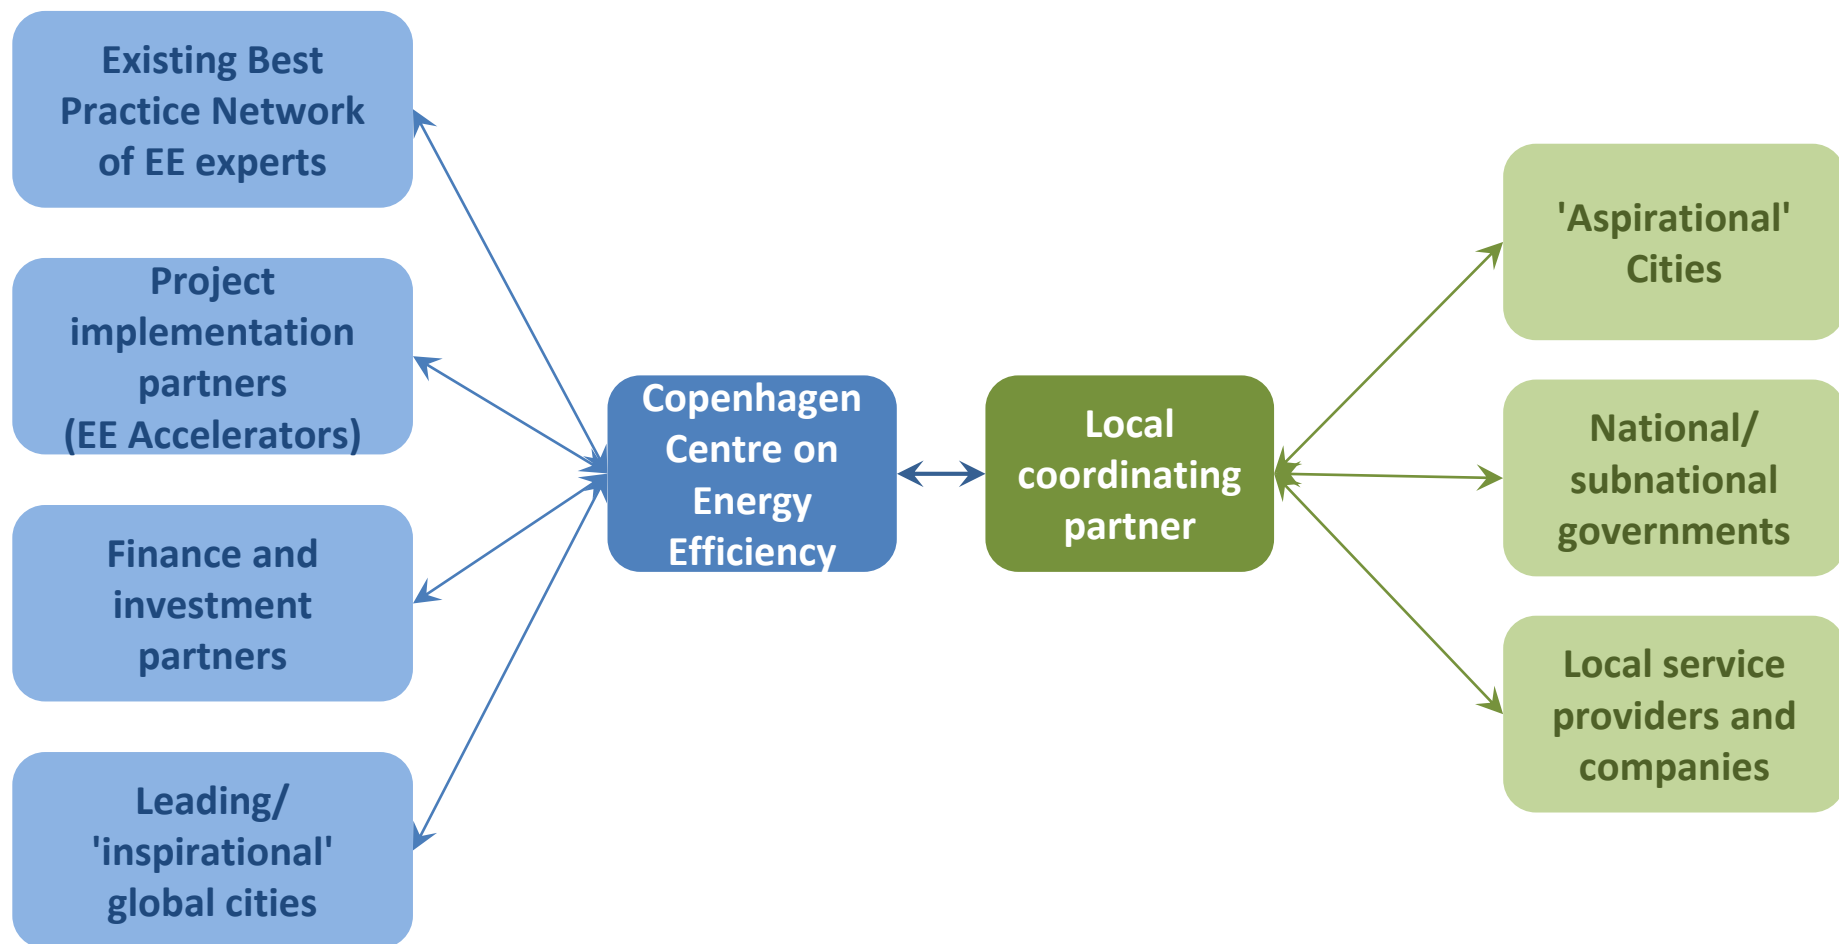 Existing Best
Practice Network
of EE experts
Project
implementation
partners
(EE Accelerators)
Finance and
investment
partners
Leading/
'inspirational'
global cities
Copenhagen
Centre on
Energy
Efficiency
Local
coordinating
partner
'Aspirational'
Cities
National/
subnational
governments
Local service
providers and
companies